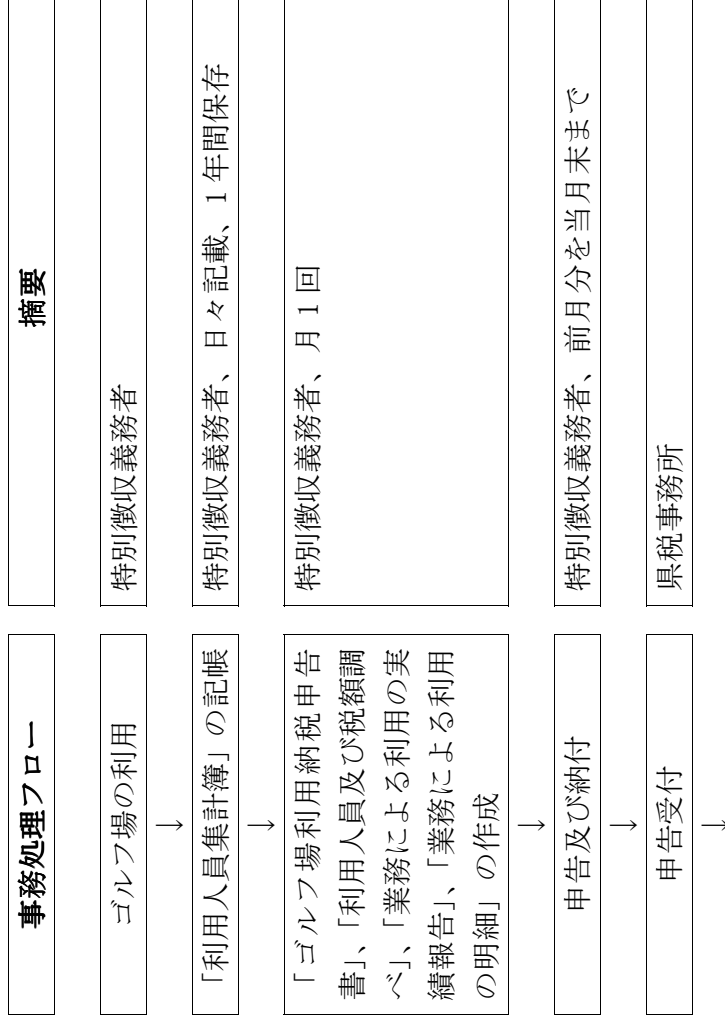 事務処理フロー
摘要
ゴルフ場の利用
特別徴収義務者
↓
「利用人員集計簿」の記帳
特別徴収義務者、日々記載、1年間保存
↓
「ゴルフ場利用納税申告
書」、「利用人員及び税額調
べ」、「業務による利用の実
績報告」、「業務による利用
の明細」の作成
特別徴収義務者、月1回
↓
申告及び納付
特別徴収義務者、前月分を当月末まで
↓
申告受付
県税事務所
↓